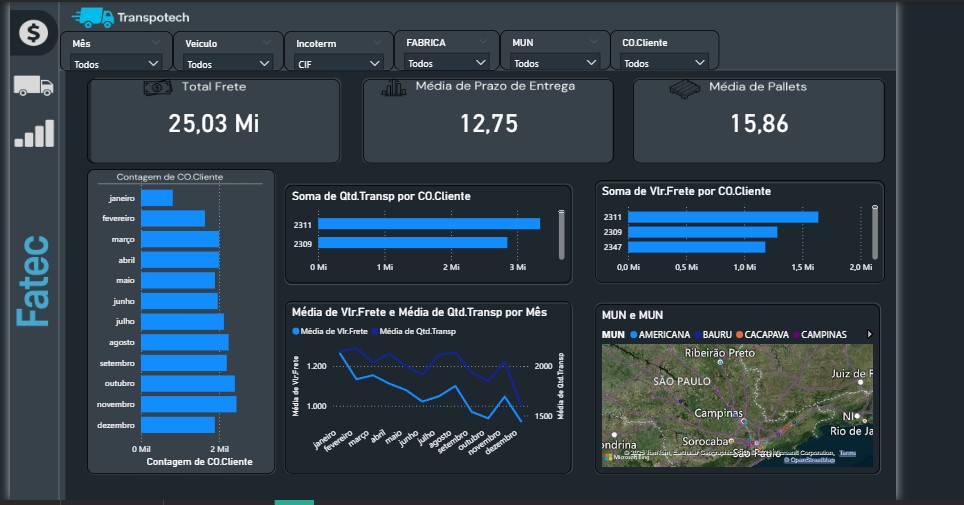 Transpotech
Mês
Todos
Veiculo
Todos
Incoterm
CIF
FABRICA
Todos
MUN
Todos
CO.Cliente
Todos
Fatec
Total Frete
25,03 Mi
Média de Prazo de Entrega
12,75
Média de Pallets
15,86
Contagem de CO.Cliente
janeiro
fevereiro
março
abril
maio
junho
julho
agosto
setembro
outubro
novembro
dezembro
0 Mil 2 Mil
Contagem de CO.Cliente
Soma de Qtd.Transp por CO.Cliente
2311
2309
0 Mi 1 Mi 2 Mi 3 Mi
Soma de Vlr.Frete por CO.Cliente
2311
2309
2347
0,0 Mi 0,5 Mi 1,0 Mi 1,5 Mi 2,0 Mi
Média de Vlr.Frete e Média de Qtd.Transp por Mês
Média de Vlr.Frete Média de Qtd.Transp
Média de Vlr.Frete
1.200
1.000
2000
1500
Média de Qtd.Transp
janeiro
fevereiro
março
abril
maio
junho
julho
agosto
setembro
outubro
novembro
dezembro
MUN e MUN
MUN AMERICANA BAURU CACAPAVA CAMPINAS
Ribeirão Preto
SÃO PAULO
Juiz de F
Campinas
NI
Rio de Ja
ondrina
Sorocaba
São Paulo
Microsoft Bing
Terms
© OpenStreetMap